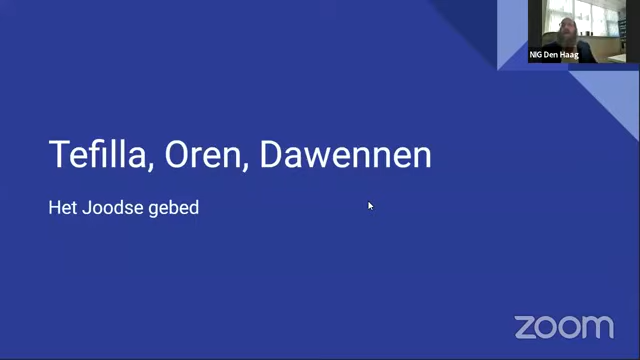 NIG Den Haag
Tefilla, Oren, Dawennen
Het Joodse gebed
zoom